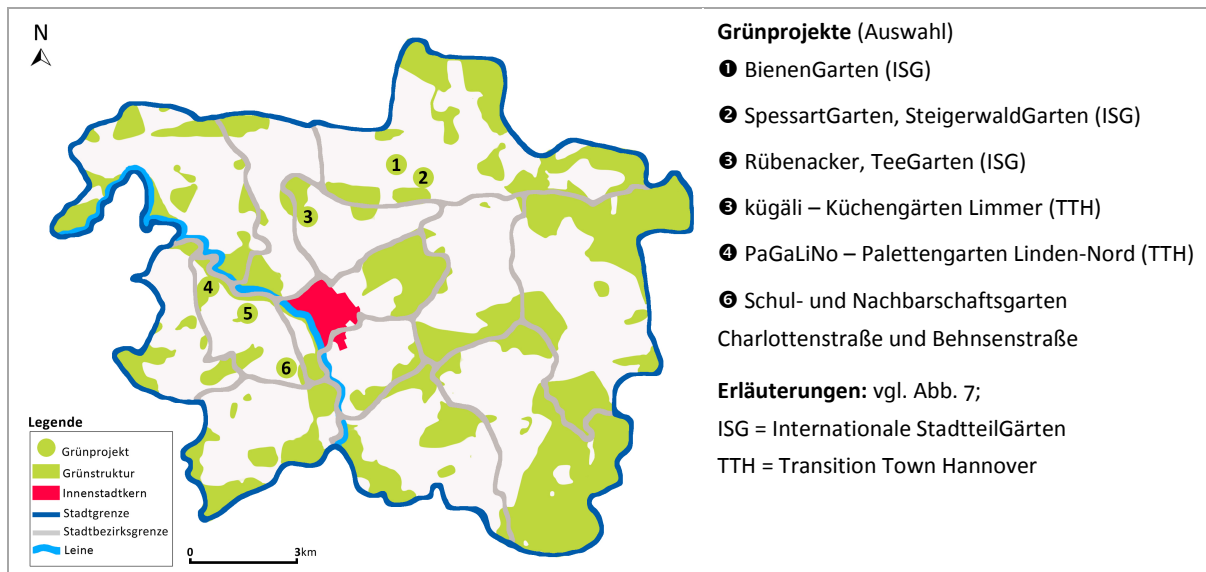 N
1
2
3
4
5
6
Legende
Grünprojekt
Grünstruktur
Innenstadtkern
Stadtgrenze
Stadtbezirksgrenze
Leine
0 3km
Grünprojekte (Auswahl)
❶ BienenGarten (ISG)
❷ SpessartGarten, SteigerwaldGarten (ISG)
❸ Rübenacker, TeeGarten (ISG)
❸ kügäli – Küchengärten Limmer (TTH)
❹ PaGaLiNo – Palettengarten Linden-Nord (TTH)
❻ Schul- und Nachbarschaftsgarten
Charlottenstraße und Behnsenstraße
Erläuterungen: vgl. Abb. 7;
ISG = Internationale StadtteilGärten
TTH = Transition Town Hannover